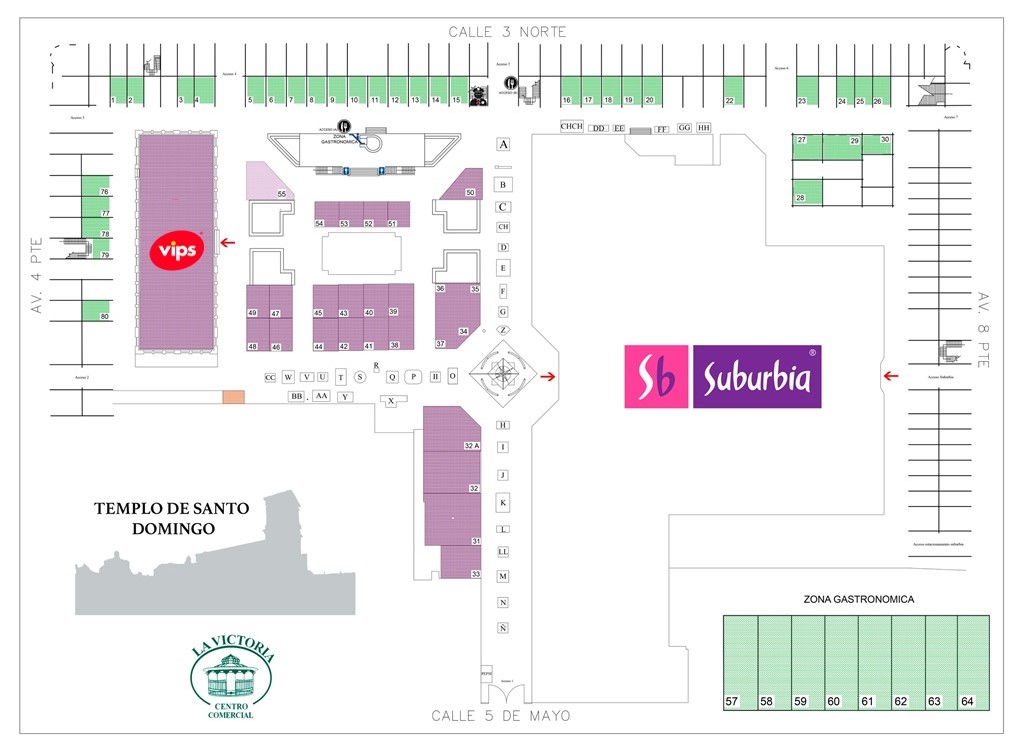 CALLE 3 NORTE
Acceso 4
Acceso 5
Acceso 6
1
2
3
4
5
6
7
8
9
10
11
12
13
14
15
ACCESO (B)
16
17
18
19
20
22
23
24
25
26
Acceso 3
Acceso 7
ACCESO (A)
ZONA
GASTRONOMICA
CHCH
DD
EE
FF
GG
HH
A
27
29
30
28
B
C
CH
D
E
F
G
Z
76
77
78
79
80
AV. 4 PTE
vips
55
50
54
53
52
51
49
47
45
43
40
39
36
35
34
48
46
44
42
41
38
37
AV. 8 PTE
Sb
Suburbia®
Acceso Suburbia
Acceso 2
R
CC
W
V
U
T
S
Q
P
II
O
BB
AA
Y
X
H
I
J
K
L
LL
M
N
Ñ
32 A
32
31
33
Acceso estacionamiento suburbia
TEMPLO DE SANTO
DOMINGO
ZONA GASTRONOMICA
57
58
59
60
61
62
63
64
LA VICTORIA
CENTRO
COMERCIAL
PEPSI
Acceso 1
CALLE 5 DE MAYO